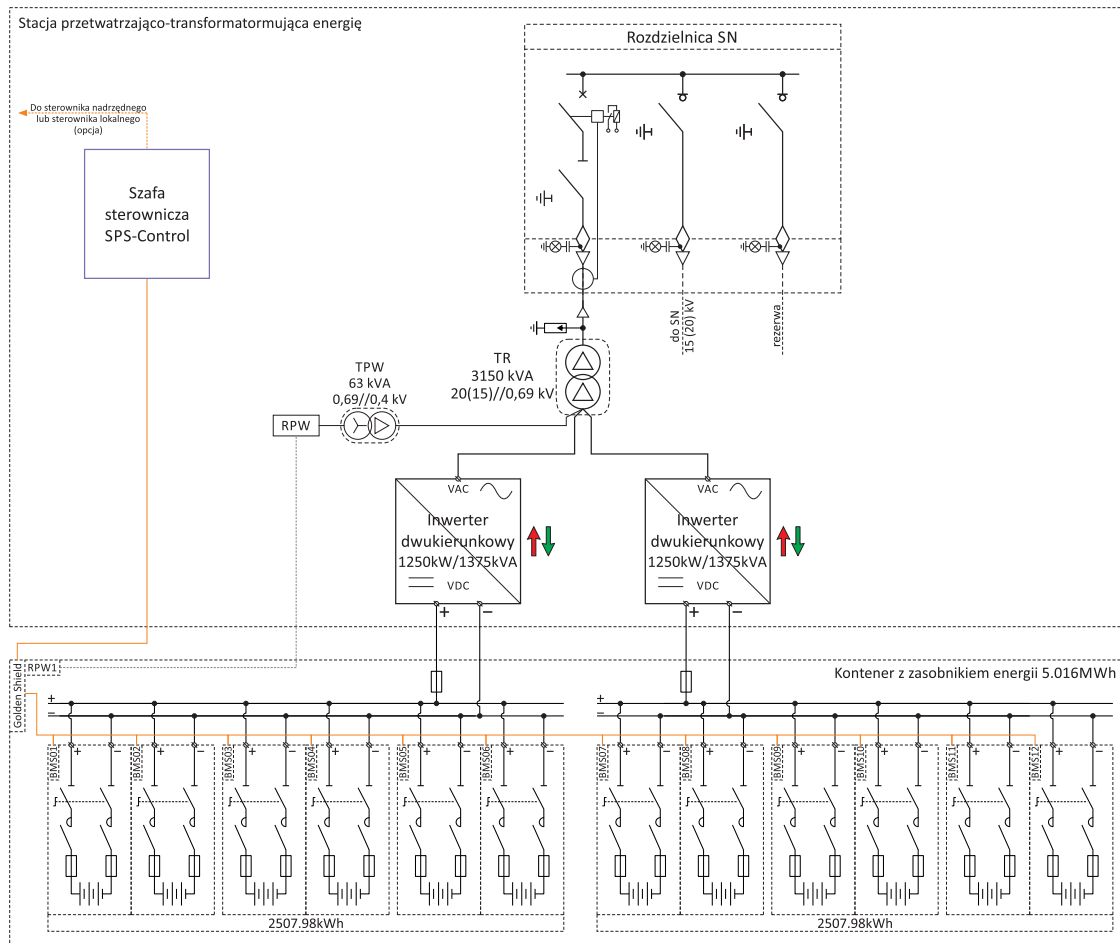 Stacja przetwatrzająco-transformatormująca energię
Rozdzielnica SN
Do sterownika nadrzędnego
lub sterownika lokalnego
(opcja)
Szafa
sterownicza
SPS-Control
do SN
15 (20) kV
rezerwa
TR
3150 kVA
20(15)//0,69 kV
TPW
63 kVA
0,69//0,4 kV
RPW
VAC
Inwerter
dwukierunkowy
1250kW/1375kVA
VDC
+ −
VAC
Inwerter
dwukierunkowy
1250kW/1375kVA
VDC
+ −
Golden Shield
RPW1
Kontener z zasobnikiem energii 5.016MWh
+
−
+
−
BMS01
+ −
BMS02
+ −
BMS03
+ −
BMS04
+ −
BMS05
+ −
BMS06
+ −
BMS07
+ −
BMS08
+ −
BMS09
+ −
BMS10
+ −
BMS11
+ −
BMS12
+ −
2507.98kWh
2507.98kWh